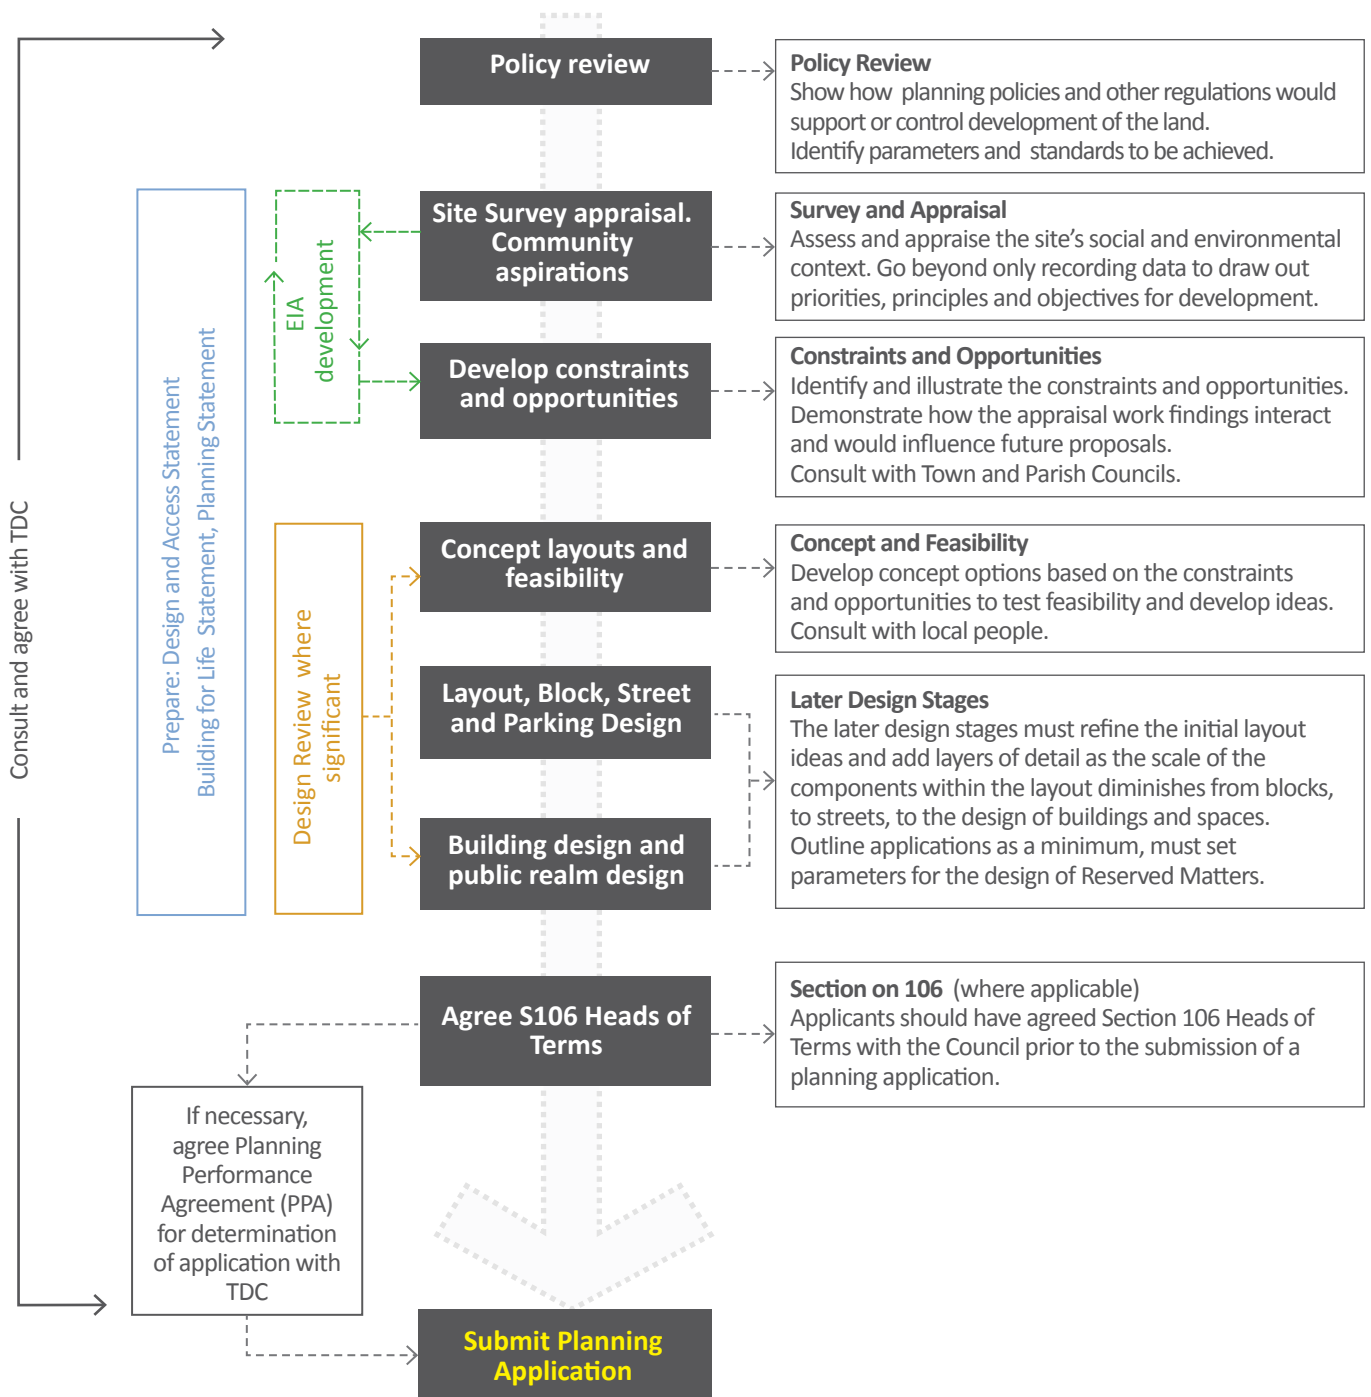 Policy review
Policy Review
Show how planning policies and other regulations would
support or control development of the land.
Identify parameters and standards to be achieved.
Consult and agree with TDC
Prepare: Design and Access Statement
Building for Life Statement, Planning Statement
EIA
development
Site Survey appraisal.
Community
aspirations
Survey and Appraisal
Assess and appraise the site's social and environmental
context. Go beyond only recording data to draw out
priorities, principles and objectives for development.
Develop constraints
and opportunities
Constraints and Opportunities
Identify and illustrate the constraints and opportunities.
Demonstrate how the appraisal work findings interact
and would influence future proposals.
Consult with Town and Parish Councils.
Design Review where
significant
Concept layouts and
feasibility
Concept and Feasibility
Develop concept options based on the constraints
and opportunities to test feasibility and develop ideas.
Consult with local people.
Layout, Block, Street
and Parking Design
Building design and
public realm design
Later Design Stages
The later design stages must refine the initial layout
ideas and add layers of detail as the scale of the
components within the layout diminishes from blocks,
to streets, to the design of buildings and spaces.
Outline applications as a minimum, must set
parameters for the design of Reserved Matters.
Agree S106 Heads of
Terms
Section on 106 (where applicable)
Applicants should have agreed Section 106 Heads of
Terms with the Council prior to the submission of a
planning application.
If necessary,
agree Planning
Performance
Agreement (PPA)
for determination
of application with
TDC
Submit Planning
Application